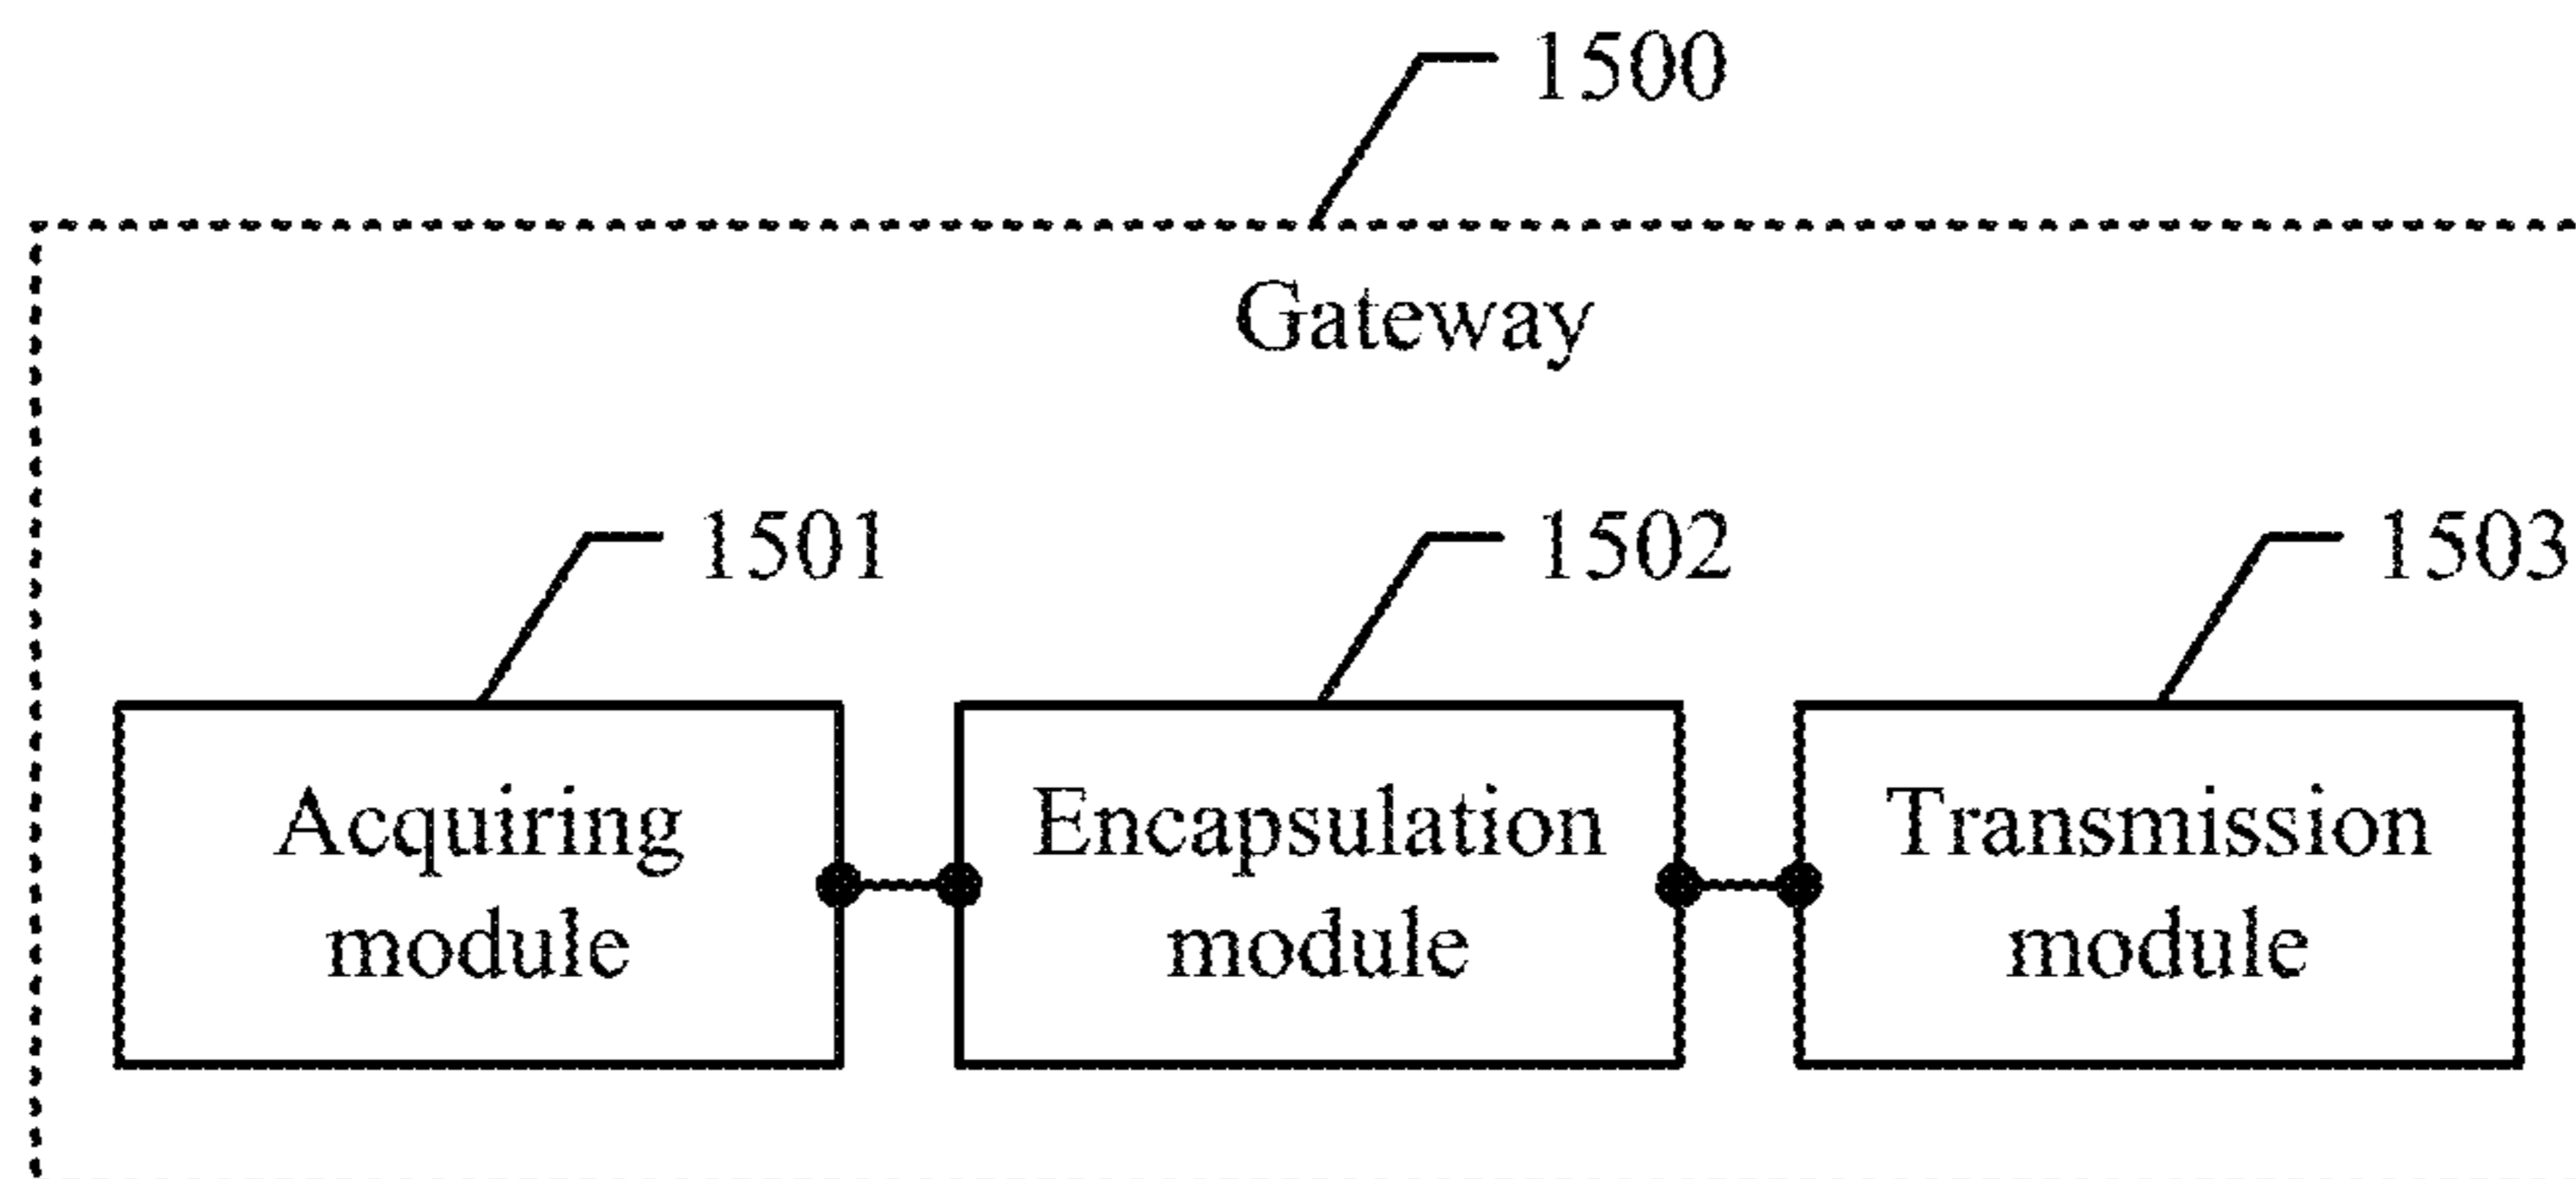 1500
Gateway
1501
1502
1503
Acquiring
module
Encapsulation
module
Transmission
module